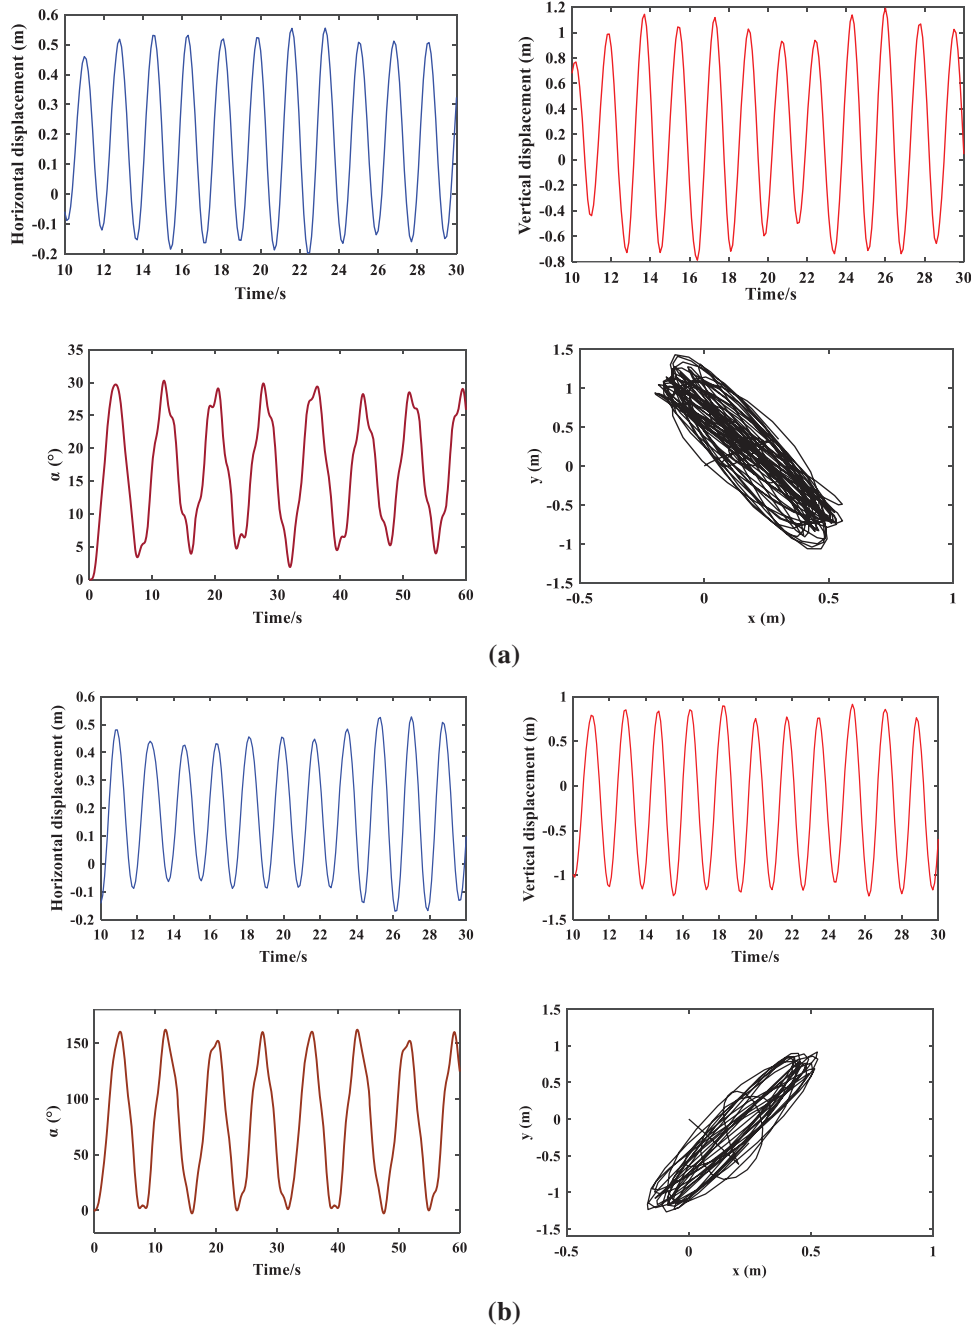 0.6
0.5
0.4
0.3
0.2
0.1
0
-0.1
-0.2
Horizontal displacement (m)
10 12 14 16 18 20 22 24 26 28 30
Time/s
1.2
1
0.8
0.6
0.4
0.2
0
-0.2
-0.4
-0.6
-0.8
Vertical displacement (m)
10 12 14 16 18 20 22 24 26 28 30
Time/s
35
30
25
20
15
10
5
0
α (°)
0 10 20 30 40 50 60
Time/s
1.5
1
0.5
0
-0.5
-1
-1.5
y (m)
-0.5 0 0.5 1
x (m)
(a)
0.6
0.5
0.4
0.3
0.2
0.1
0
-0.1
-0.2
Horizontal displacement (m)
10 12 14 16 18 20 22 24 26 28 30
Time/s
1
0.5
0
-0.5
-1
-1.5
Vertical displacement (m)
10 12 14 16 18 20 22 24 26 28 30
Time/s
150
100
50
0
α (°)
0 10 20 30 40 50 60
Time/s
1.5
1
0.5
0
-0.5
-1
-1.5
y (m)
-0.5 0 0.5 1
x (m)
(b)